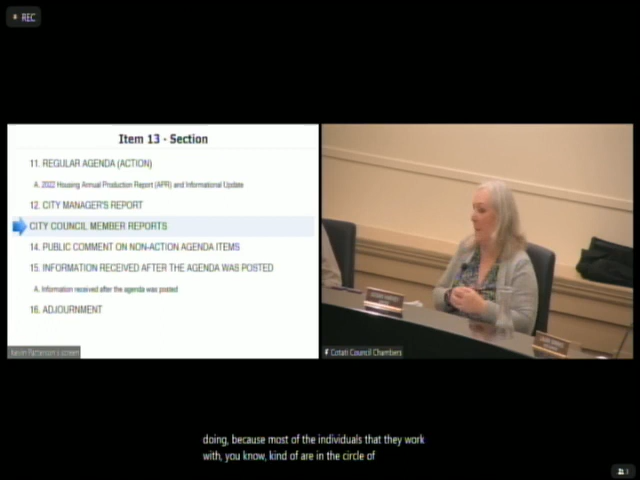 REC
Item 13 - Section
11. REGULAR AGENDA (ACTION)
A. 2022 Housing Annual Production Report (APR) and Informational Update
12. CITY MANAGER'S REPORT
CITY COUNCIL MEMBER REPORTS
14. PUBLIC COMMENT ON NON-ACTION AGENDA ITEMS
15. INFORMATION RECEIVED AFTER THE AGENDA WAS POSTED
A. Information received after the agenda was posted
16. ADJOURNMENT
Cotati Council Chambers
doing, because most of the individuals that they work
with, you know, kind of are in the circle of